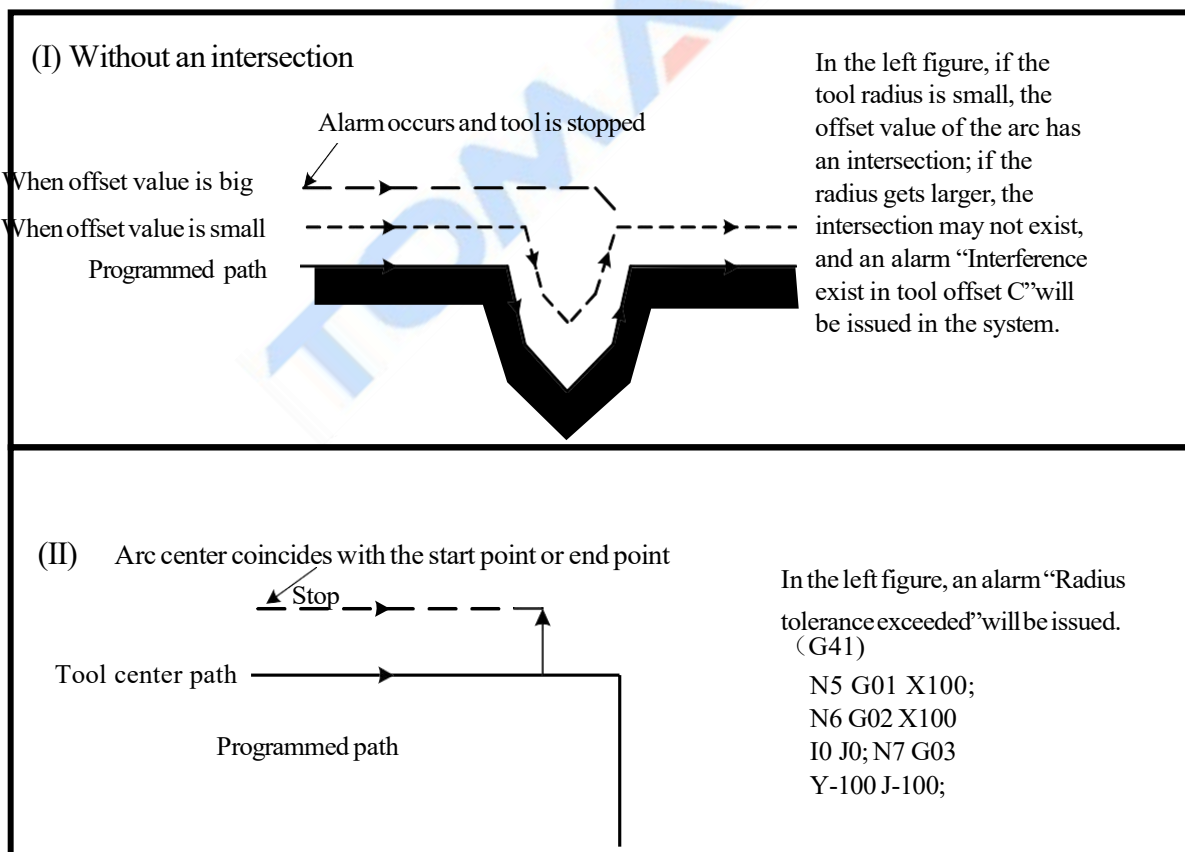 (I) Without an intersection
Alarm occurs and tool is stopped
When offset value is big
When offset value is small
Programmed path
In the left figure, if the
tool radius is small, the
offset value of the arc has
an intersection; if the
radius gets larger, the
intersection may not exist,
and an alarm “Interference
exist in tool offset C”will
be issued in the system.
TOMA
(II) Arc center coincides with the start point or end point
Stop
Tool center path
Programmed path
In the left figure, an alarm “Radius
tolerance exceeded”will be issued.
（G41)
N5 G01 X100;
N6 G02 X100
I0 J0; N7 G03
Y-100 J-100;